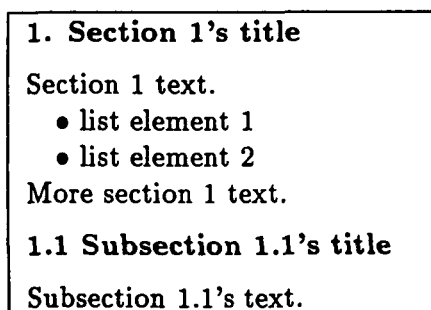 1. Section 1's title
Section 1 text.
• list element 1
• list element 2
More section 1 text.
1.1 Subsection 1.1's title
Subsection 1.1's text.